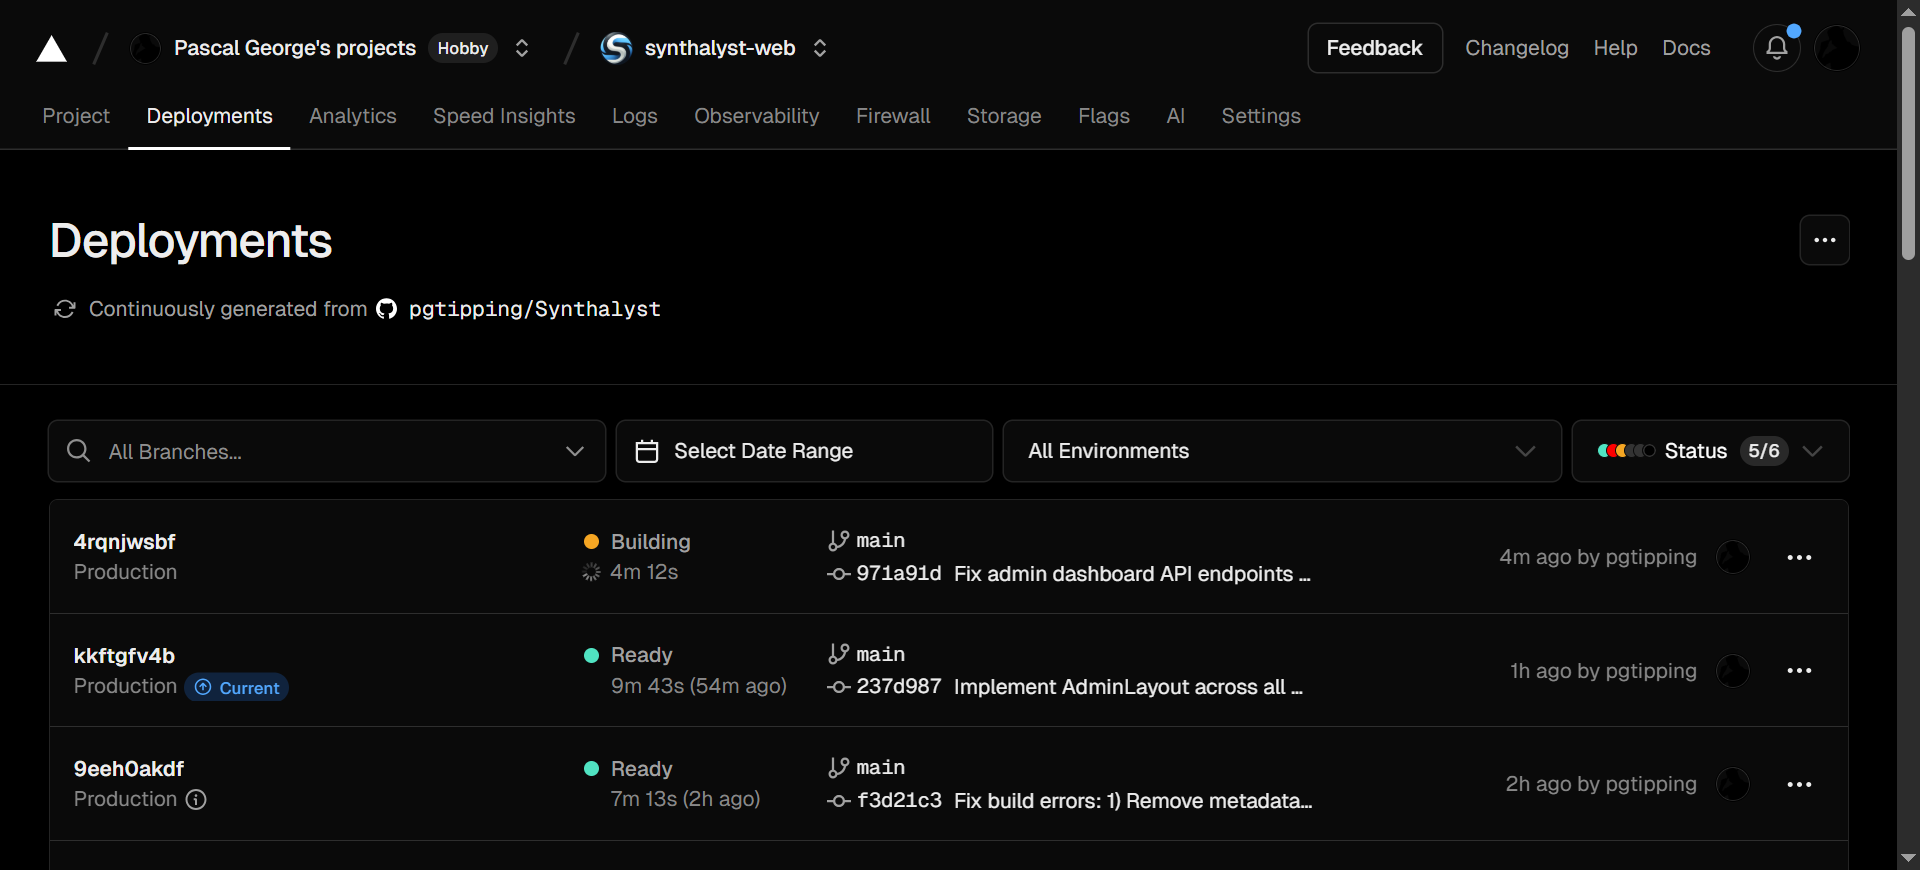 Pascal George's projects Hobby synthalyst-web Feedback Changelog Help Docs
Project Deployments Analytics Speed Insights Logs Observability Firewall Storage Flags AI Settings
Deployments
Continuously generated from pgtipping/Synthalyst
All Branches... Select Date Range All Environments Status 5/6
4rqnjwsbf Building main
Production 4m 12s 971a91d Fix admin dashboard API endpoints ... 4m ago by pgtipping
kkftgfv4b Ready main
Production Current 9m 43s (54m ago) 237d987 Implement AdminLayout across all ... 1h ago by pgtipping
9eeh0akdf Ready main
Production 7m 13s (2h ago) f3d21c3 Fix build errors: 1) Remove metadata... 2h ago by pgtipping